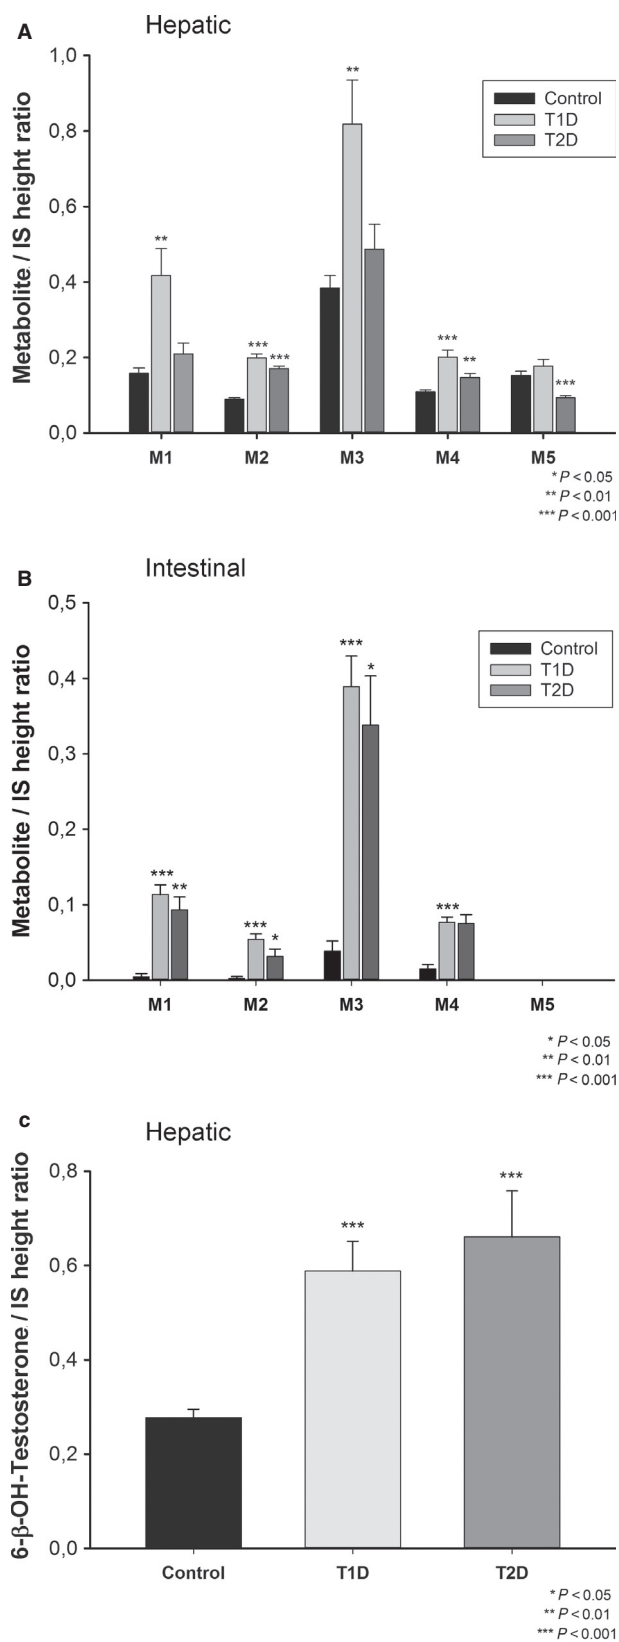 A
Hepatic
Metabolite / IS height ratio
1,0
0,8
0,6
0,4
0,2
0,0
Control
T1D
T2D
**
***
***
**
***
**
***
M1 M2 M3 M4 M5
* P < 0.05
** P < 0.01
*** P < 0.001
B
Intestinal
Metabolite / IS height ratio
0,5
0,4
0,3
0,2
0,1
0,0
Control
T1D
T2D
***
**
***
*
***
*
***
M1 M2 M3 M4 M5
* P < 0.05
** P < 0.01
*** P < 0.001
c
Hepatic
6-β-OH-Testosterone / IS height ratio
0,8
0,6
0,4
0,2
0,0
***
***
Control T1D T2D
* P < 0.05
** P < 0.01
*** P < 0.001